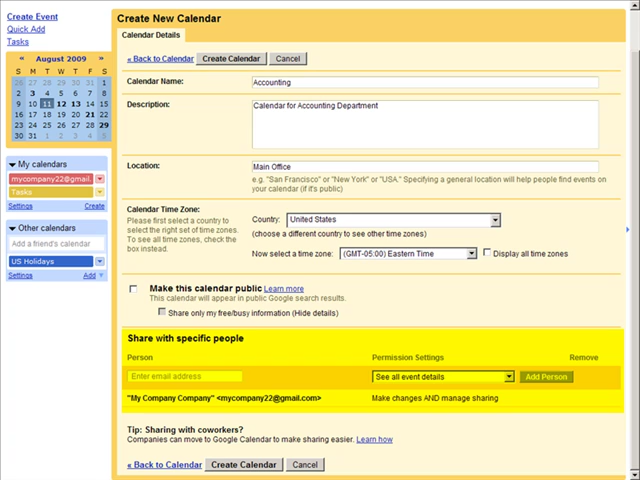 Create Event
Quick Add
Tasks
« August 2009 »
S M T W T F S
26 27 28 29 30 31 1
2 3 4 5 6 7 8
9 10 11 12 13 14 15
16 17 18 19 20 21 22
23 24 25 26 27 28 29
30 31 1 2 3 4 5
My calendars
mycompany22@gmail
Tasks
Settings Create
Other calendars
Add a friend's calendar
US Holidays
Settings Add
Create New Calendar
Calendar Details
« Back to Calendar Create Calendar Cancel
Calendar Name: Accounting
Description: Calendar for Accounting Department
Location: Main Office
e.g. "San Francisco" or "New York" or "USA." Specifying a general location will help people find events on
your calendar (if it's public)
Calendar Time Zone:
Please first select a country to
select the right set of time zones.
To see all time zones, check the
box instead.
Country: United States
(choose a different country to see other time zones)
Now select a time zone: (GMT-05:00) Eastern Time Display all time zones
Make this calendar public Learn more
This calendar will appear in public Google search results.
Share only my free/busy information (Hide details)
Share with specific people
Person Permission Settings Remove
Enter email address See all event details Add Person
"My Company Company" <mycompany22@gmail.com> Make changes AND manage sharing
Tip: Sharing with coworkers?
Companies can move to Google Calendar to make sharing easier. Learn how
« Back to Calendar Create Calendar Cancel